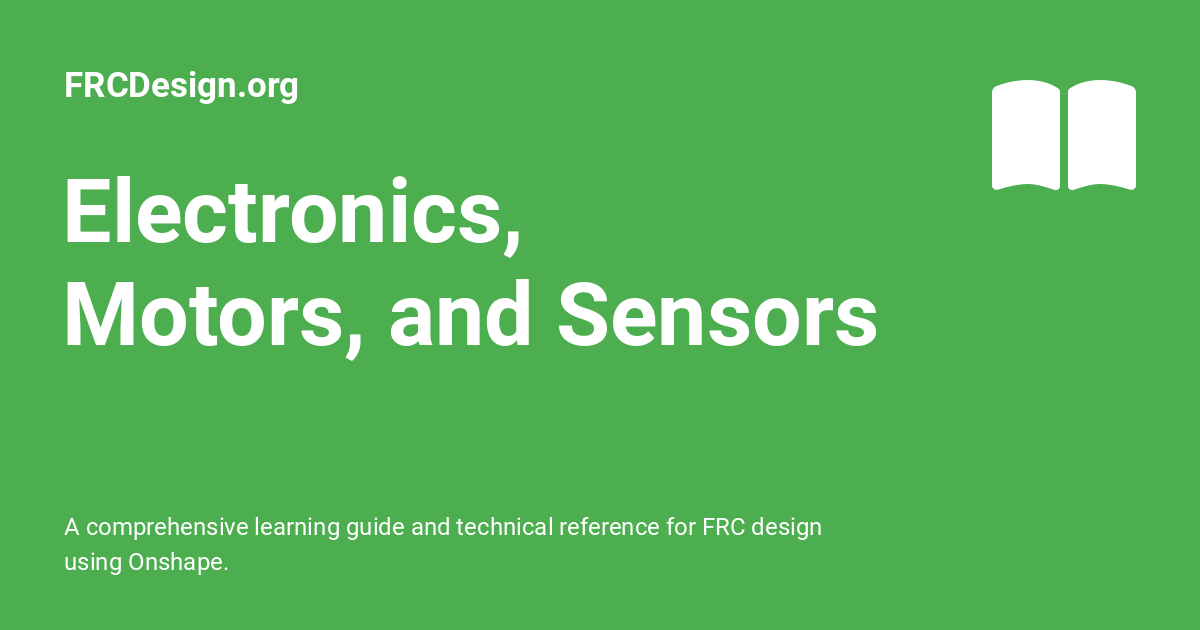 FRCDesign.org
Electronics,
Motors, and Sensors
A comprehensive learning guide and technical reference for FRC design
using Onshape.